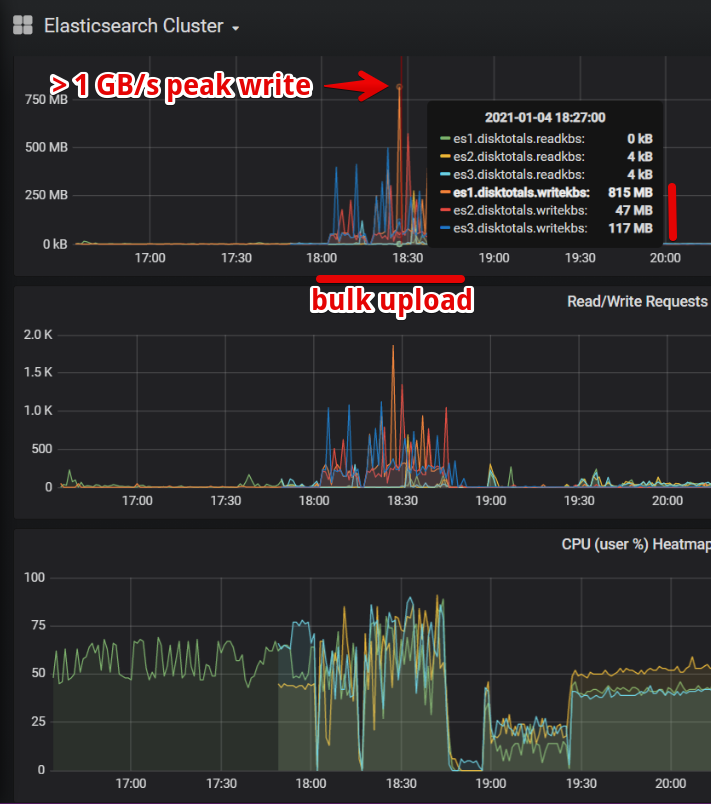 Elasticsearch Cluster
> 1 GB/s peak write
750 MB
500 MB
250 MB
0 kB
2021-01-04 18:27:00
es1.disktotals.readkbs: 0 kB
es2.disktotals.readkbs: 4 kB
es3.disktotals.readkbs: 4 kB
es1.disktotals.writekbs: 815 MB
es2.disktotals.writekbs: 47 MB
es3.disktotals.writekbs: 117 MB
17:00 17:30 18:00 18:30 19:00 19:30 20:00
bulk upload
Read/Write Requests
2.0 K
1.5 K
1.0 K
500
0
17:00 17:30 18:00 18:30 19:00 19:30 20:00
CPU (user %) Heatmap
100
75
50
25
0
17:00 17:30 18:00 18:30 19:00 19:30 20:00